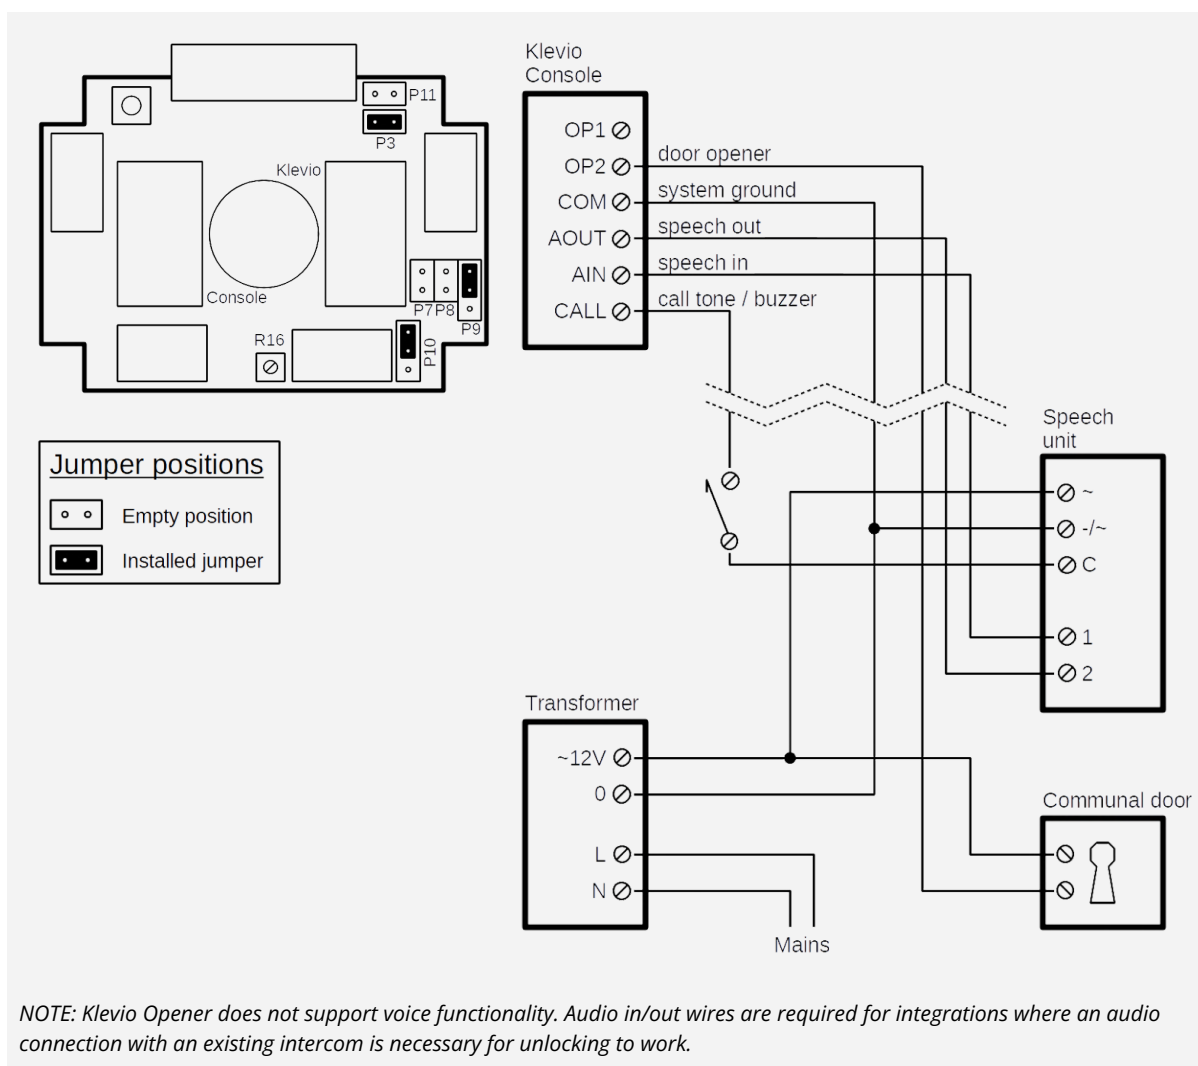 P11
P3
Klevio
Console
P7 P8
P9
R16
P10
Jumper positions
Empty position
Installed jumper
Klevio
Console
OP1
door opener
OP2
system ground
COM
speech out
AOUT
speech in
AIN
call tone / buzzer
CALL
Speech
unit
~
-/~
C
1
2
Transformer
~12V
0
L
N
Mains
Communal door
NOTE: Klevio Opener does not support voice functionality. Audio in/out wires are required for integrations where an audio
connection with an existing intercom is necessary for unlocking to work.